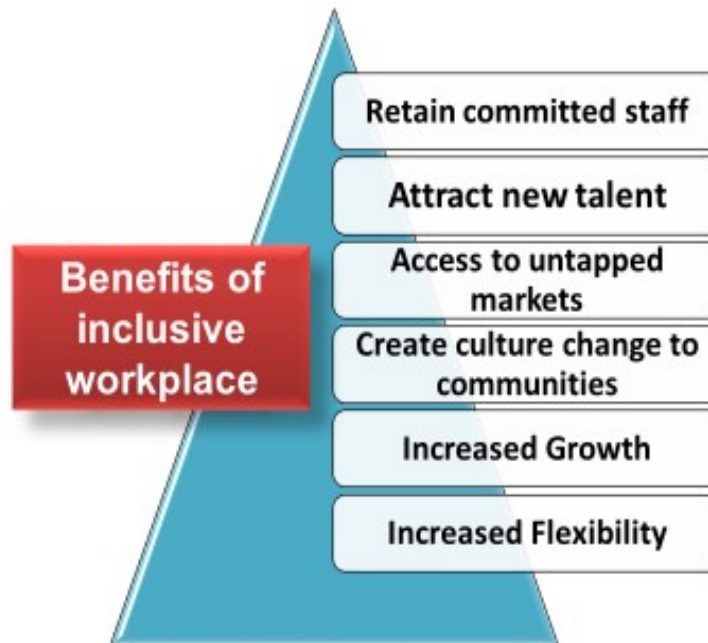 Benefits of
inclusive
workplace
Retain committed staff
Attract new talent
Access to untapped
markets
Create culture change to
communities
Increased Growth
Increased Flexibility